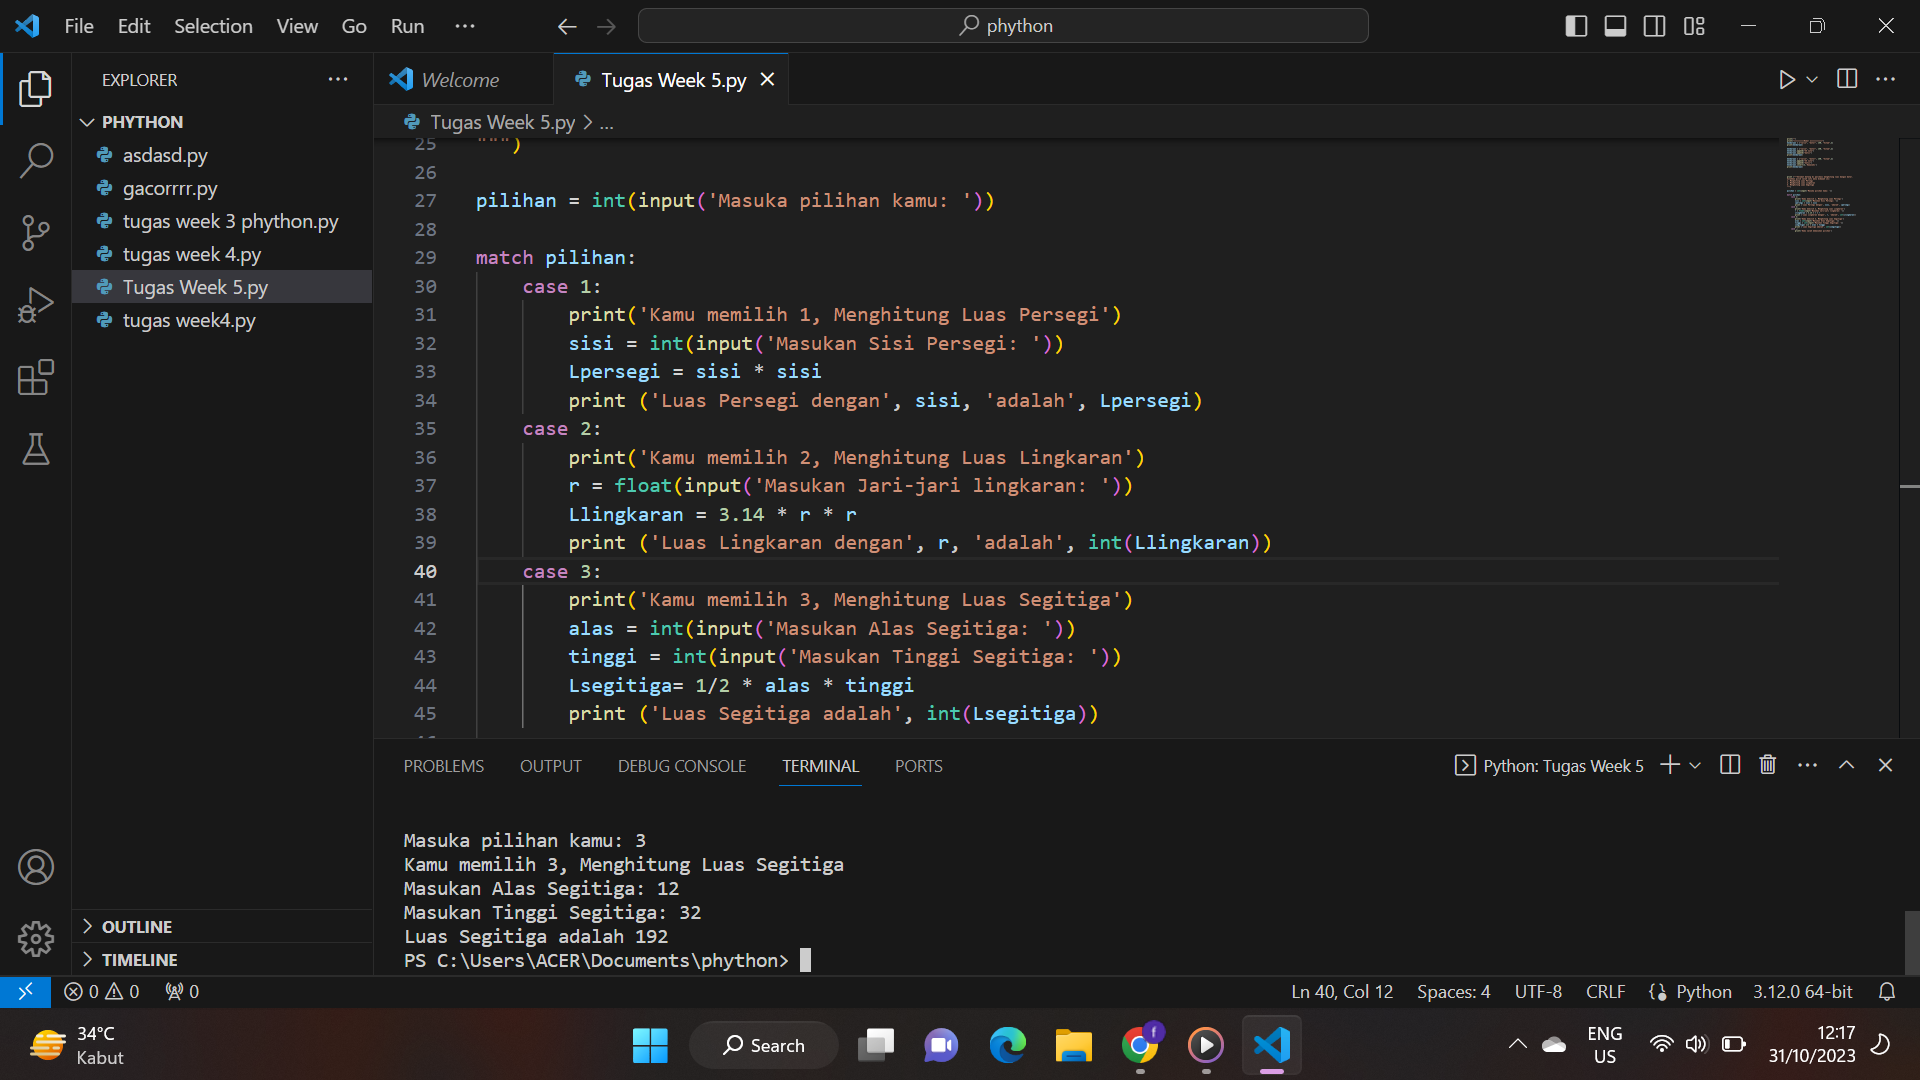 File Edit Selection View Go Run ···
phython
EXPLORER ···
Welcome
Tugas Week 5.py
PHYTHON
asdasd.py
gacorrrr.py
tugas week 3 phython.py
tugas week 4.py
Tugas Week 5.py
tugas week4.py
OUTLINE
TIMELINE
Tugas Week 5.py > ...
25 """)
26
27 pilihan = int(input('Masuka pilihan kamu: '))
28
29 match pilihan:
30     case 1:
31         print('Kamu memilih 1, Menghitung Luas Persegi')
32         sisi = int(input('Masukan Sisi Persegi: '))
33         Lpersegi = sisi * sisi
34         print ('Luas Persegi dengan', sisi, 'adalah', Lpersegi)
35     case 2:
36         print('Kamu memilih 2, Menghitung Luas Lingkaran')
37         r = float(input('Masukan Jari-jari lingkaran: '))
38         Llingkaran = 3.14 * r * r
39         print ('Luas Lingkaran dengan', r, 'adalah', int(Llingkaran))
40     case 3:
41         print('Kamu memilih 3, Menghitung Luas Segitiga')
42         alas = int(input('Masukan Alas Segitiga: '))
43         tinggi = int(input('Masukan Tinggi Segitiga: '))
44         Lsegitiga= 1/2 * alas * tinggi
45         print ('Luas Segitiga adalah', int(Lsegitiga))
PROBLEMS OUTPUT DEBUG CONSOLE TERMINAL PORTS
Python: Tugas Week 5
Masuka pilihan kamu: 3
Kamu memilih 3, Menghitung Luas Segitiga
Masukan Alas Segitiga: 12
Masukan Tinggi Segitiga: 32
Luas Segitiga adalah 192
PS C:\Users\ACER\Documents\phython>
0 0 0
Ln 40, Col 12 Spaces: 4 UTF-8 CRLF Python 3.12.0 64-bit
34°C
Kabut
Search
f
ENG
US
12:17
31/10/2023